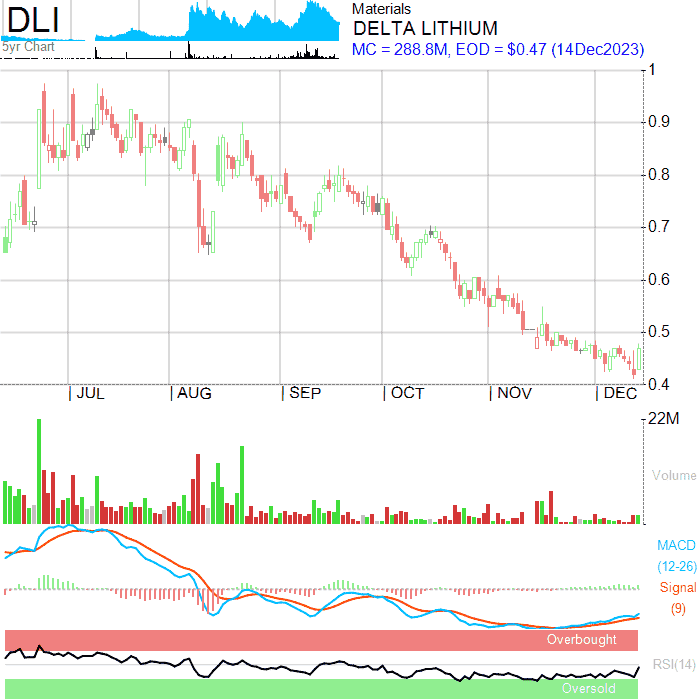 DLI
5yr Chart
Materials
DELTA LITHIUM
MC = 288.8M, EOD = $0.47 (14Dec2023)
1
0.9
0.8
0.7
0.6
0.5
0.4
JUL AUG SEP OCT NOV DEC
22M
Volume
MACD
(12-26)
Signal
(9)
Overbought
RSI(14)
Oversold